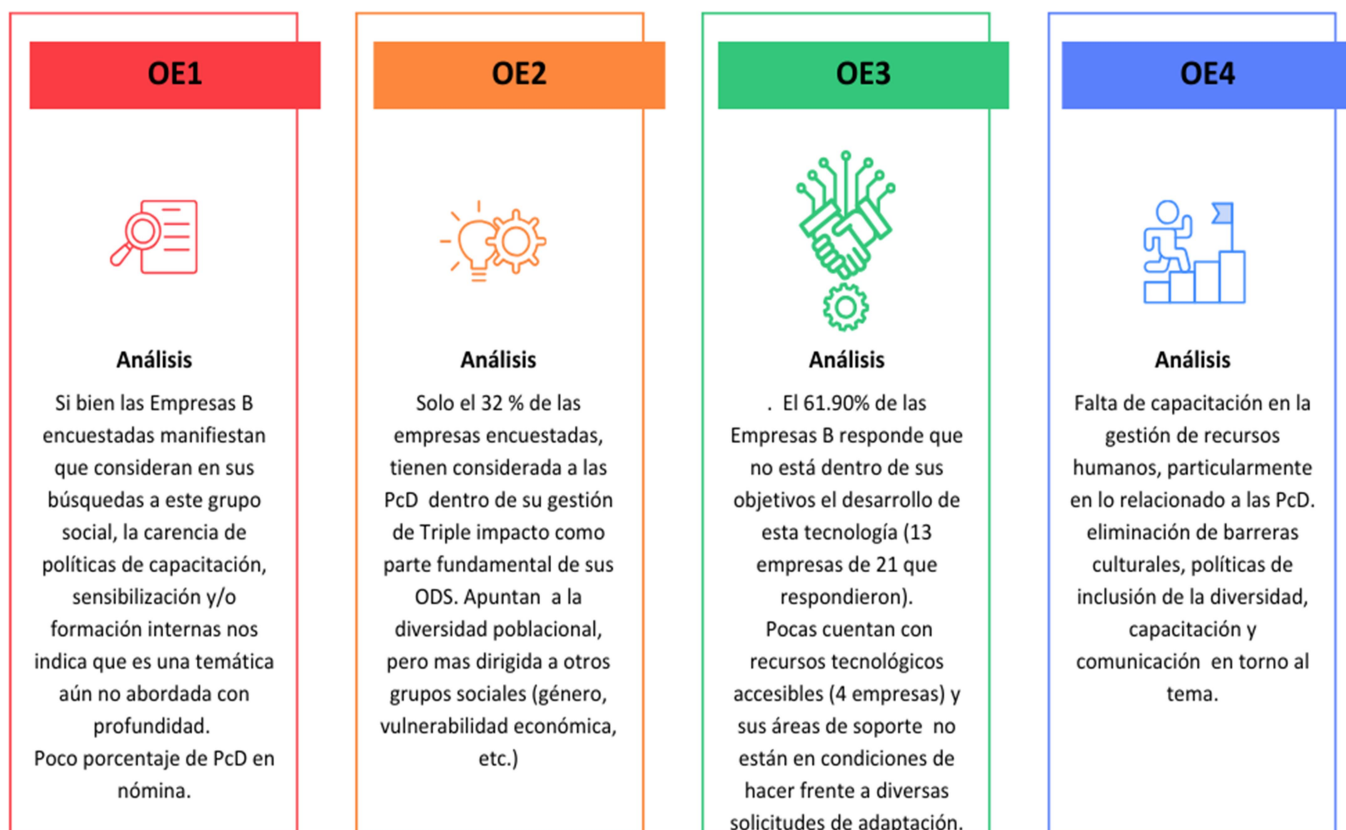 OE1
Análisis
Si bien las Empresas B
encuestadas manifiestan
que consideran en sus
búsquedas a este grupo
social, la carencia de
políticas de capacitación,
sensibilización y/o
formación internas nos
indica que es una temática
aún no abordada con
profundidad.
Poco porcentaje de PcD en
nómina.
OE2
Análisis
Solo el 32 % de las
empresas encuestadas,
tienen considerada a las
PcD dentro de su gestión
de Triple impacto como
parte fundamental de sus
ODS. Apuntan a la
diversidad poblacional,
pero mas dirigida a otros
grupos sociales (género,
vulnerabilidad económica,
etc.)
OE3
Análisis
. El 61.90% de las
Empresas B responde que
no está dentro de sus
objetivos el desarrollo de
esta tecnología (13
empresas de 21 que
respondieron).
Pocas cuentan con
recursos tecnológicos
accesibles (4 empresas) y
sus áreas de soporte no
están en condiciones de
hacer frente a diversas
solicitudes de adaptación.
OE4
Análisis
Falta de capacitación en la
gestión de recursos
humanos, particularmente
en lo relacionado a las PcD.
eliminación de barreras
culturales, políticas de
inclusión de la diversidad,
capacitación y
comunicación en torno al
tema.